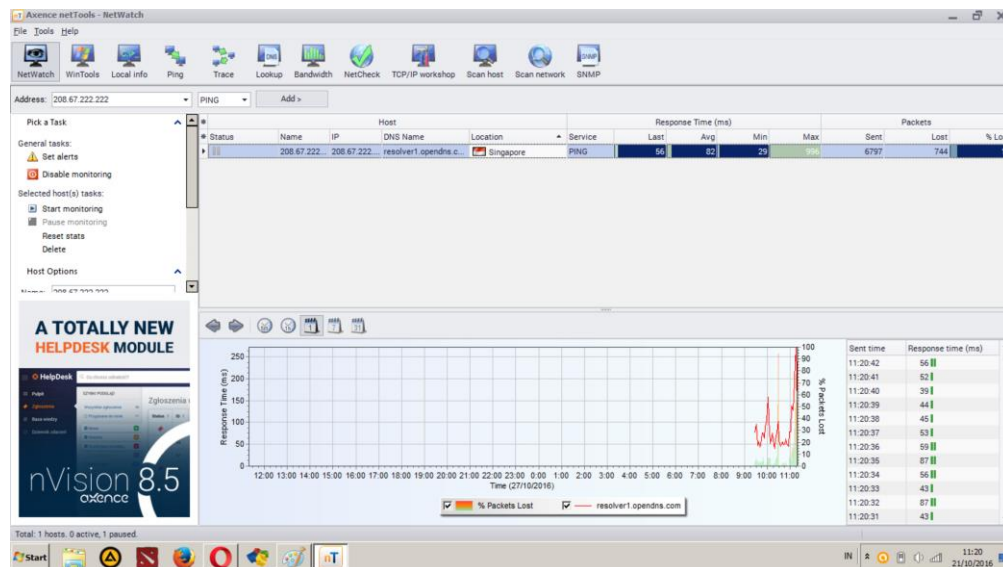 Axence netTools - NetWatch
File Tools Help
NetWatch WinTools Local info Ping Trace Lookup Bandwidth NetCheck TCP/IP workshop Scan host Scan network SNMP
Address: 208.67.222.222 PING Add »
Pick a Task
General tasks:
Set alerts
Disable monitoring
Selected host(s) tasks:
Start monitoring
Pause monitoring
Reset stats
Delete
Host Options
Name: 208.67.222.222
Host Response Time (ms) Packets
Status Name IP DNS Name Location Service Last Avg Min Max Sent Lost % Lo
208.67.222... 208.67.222... resolver1.opendns.c... Singapore PING 56 82 29 6797 744
A TOTALLY NEW
HELPDESK MODULE
HelpDesk
Zgłoszenia
nVision 8.5
axence
Response Time (ms)
250
200
150
100
50
0
100
90
80
70
60
50
40
30
20
10
0
% Packets Lost
12:00 13:00 14:00 15:00 16:00 17:00 18:00 19:00 20:00 21:00 22:00 23:00 0:00 1:00 2:00 3:00 4:00 5:00 6:00 7:00 8:00 9:00 10:00 11:00
Time (27/10/2016)
% Packets Lost resolver1.opendns.com
Sent time Response time (ms)
11:20:42 56
11:20:41 52
11:20:40 39
11:20:39 44
11:20:38 45
11:20:37 53
11:20:36 59
11:20:35 87
11:20:34 56
11:20:33 43
11:20:32 87
11:20:31 43
Total: 1 hosts. 0 active, 1 paused.
Start nT IN 11:20
21/10/2016